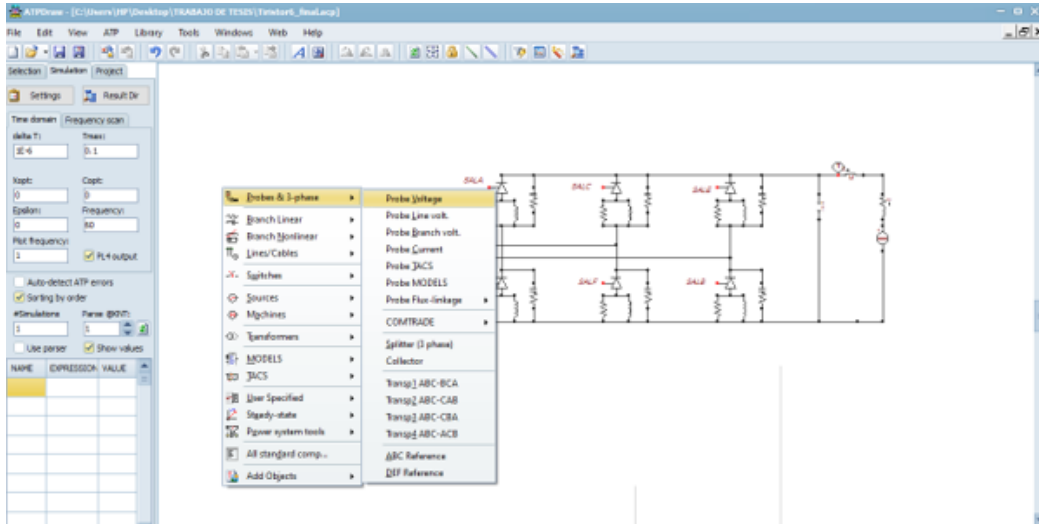 ATPDraw - [C:\Users\HP\Desktop\TRABAJO DE TESIS\Tiristor6_final.acp]
File Edit View ATP Library Tools Windows Web Help
Selection Simulation Project
Settings Result Dir
Time domain Frequency scan
delta T: Tmax:
1E-6 0.1
Xopt: Copt:
0 0
Epsilon: Frequency:
0 60
Plot frequency:
1 PL4 output
Auto-detect ATP errors
Sorting by order
#Simulations Parse @KNT:
1 1
Use parser Show values
NAME EXPRESSION VALUE
Probes & 3-phase
Branch Linear
Branch Nonlinear
Lines/Cables
Switches
Sources
Machines
Transformers
MODELS
TACS
User Specified
Steady-state
Power system tools
All standard comp...
Add Objects
Probe Voltage
Probe Line volt.
Probe Branch volt.
Probe Current
Probe TACS
Probe MODELS
Probe Flux-linkage
COMTRADE
Splitter (3 phase)
Collector
Transp1 ABC-BCA
Transp2 ABC-CAB
Transp3 ABC-CBA
Transp4 ABC-ACB
ABC Reference
DEF Reference
SALA SALC
SALF SALB